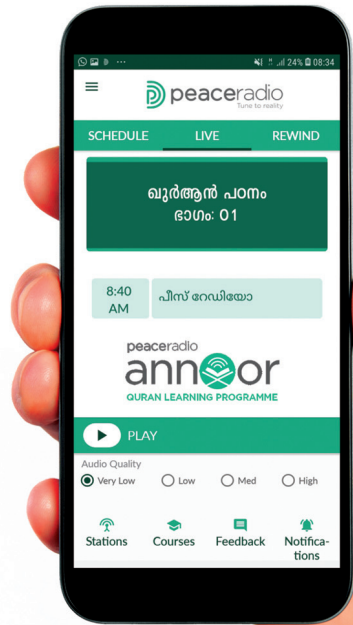 24% 08:34
peaceradio
Tune to reality
SCHEDULE LIVE REWIND
ഖുർആൻ പഠനം
ഭാഗം: 01
8:40 AM പീസ് റേഡിയോ
peaceradio
annoor
QURAN LEARNING PROGRAMME
PLAY
Audio Quality
Very Low Low Med High
Stations Courses Feedback Notifica-
tions